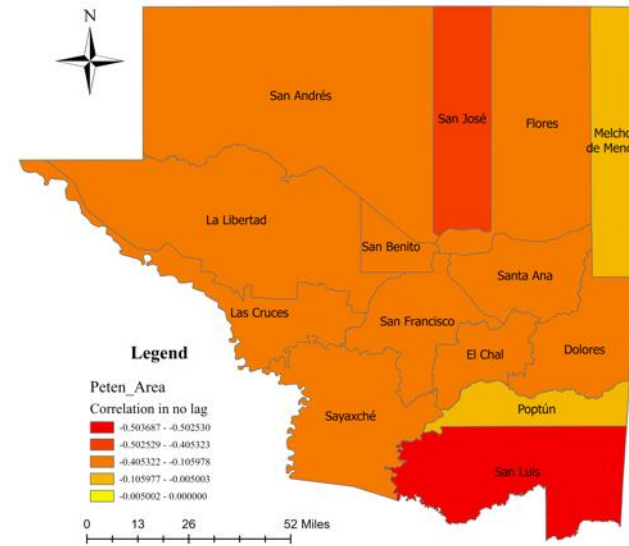 N
San Andrés
San José
Flores
Melcho
de Menc
La Libertad
San Benito
Santa Ana
Las Cruces
San Francisco
El Chal
Dolores
Sayaxché
Poptún
San Luis
Legend
Peten_Area
Correlation in no lag
-0.503687 - -0.502530
-0.502529 - -0.405323
-0.405322 - -0.105978
-0.105977 - -0.005003
-0.005002 - 0.000000
0 13 26 52 Miles